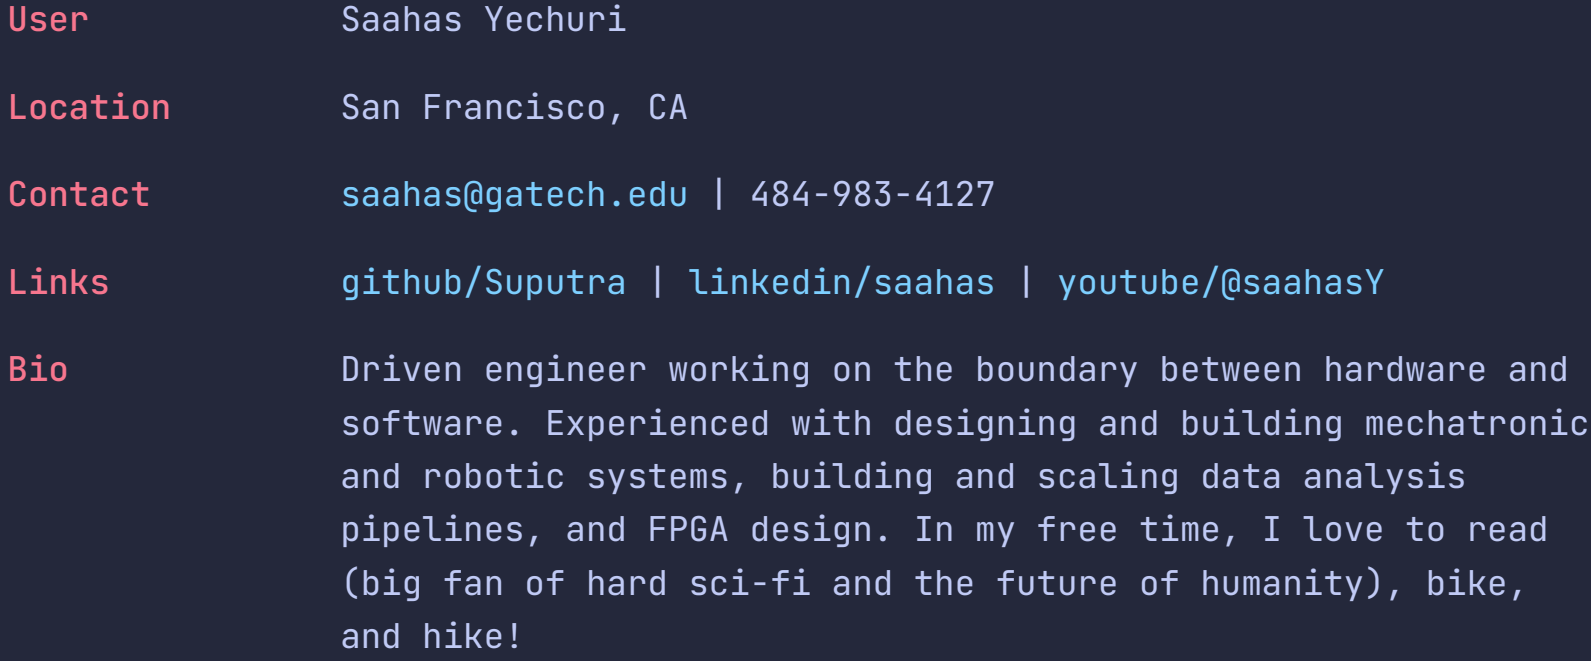 User Saahas Yechuri
Location San Francisco, CA
Contact saahas@gatech.edu | 484-983-4127
Links github/Suputra | linkedin/saahas | youtube/@saahasY
Bio Driven engineer working on the boundary between hardware and
software. Experienced with designing and building mechatronic
and robotic systems, building and scaling data analysis
pipelines, and FPGA design. In my free time, I love to read
(big fan of hard sci-fi and the future of humanity), bike,
and hike!